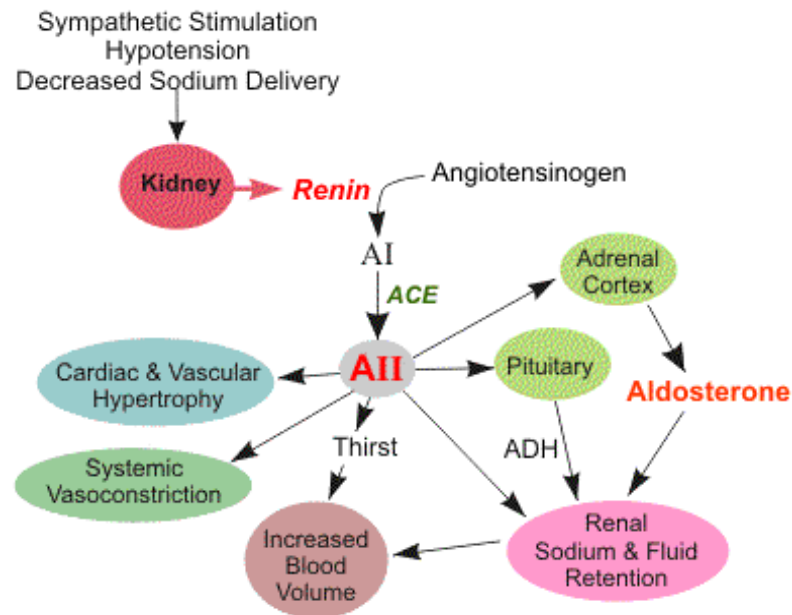 Sympathetic Stimulation
Hypotension
Decreased Sodium Delivery
Kidney
Renin
Angiotensinogen
AI
ACE
Adrenal
Cortex
AII
Cardiac & Vascular
Hypertrophy
Pituitary
Aldosterone
Thirst
ADH
Systemic
Vasoconstriction
Increased
Blood
Volume
Renal
Sodium & Fluid
Retention